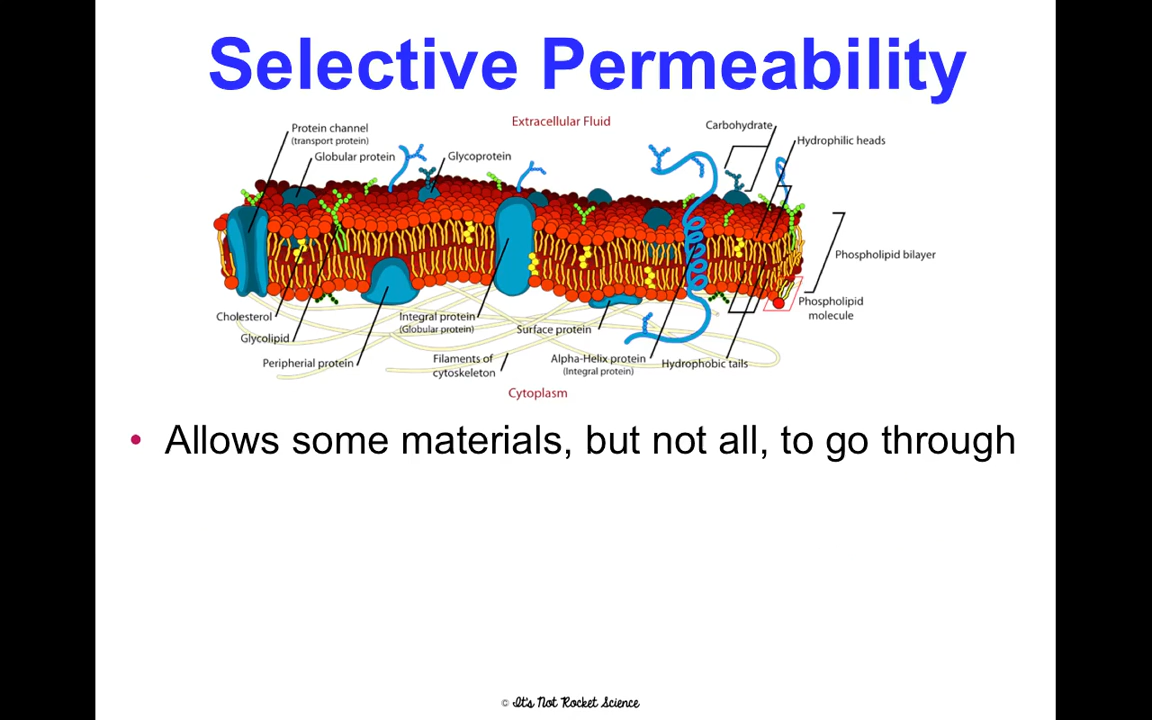 Selective Permeability
Extracellular Fluid
Protein channel
(transport protein)
Globular protein
Glycoprotein
Carbohydrate
Hydrophilic heads
Phospholipid bilayer
Phospholipid
molecule
Cholesterol
Glycolipid
Peripherial protein
Integral protein
(Globular protein)
Filaments of
cytoskeleton
Surface protein
Alpha-Helix protein
(Integral protein)
Hydrophobic tails
Cytoplasm
• Allows some materials, but not all, to go through
© It's Not Rocket Science